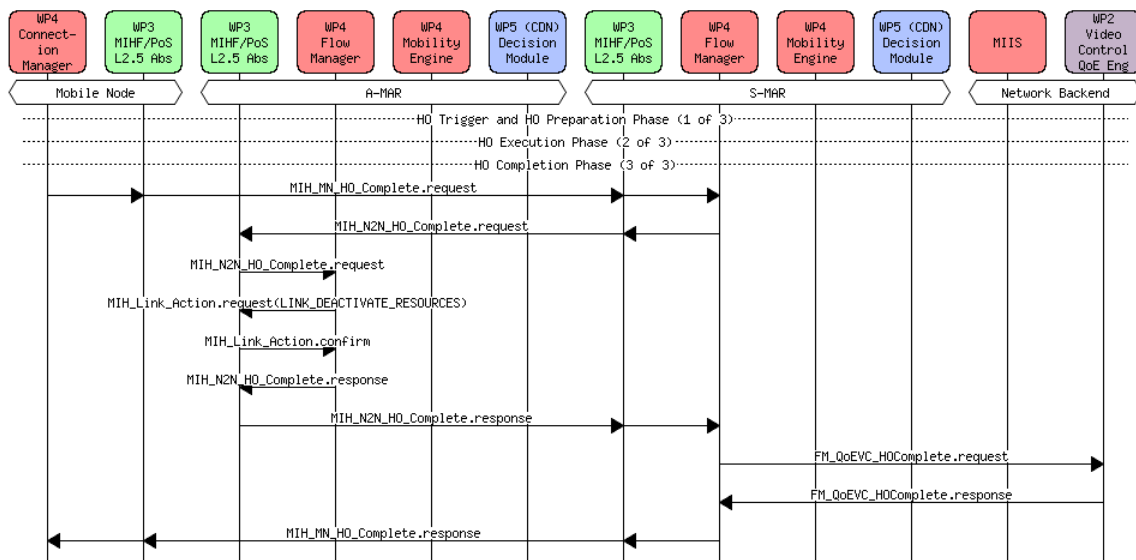 WP4
Connect-
ion
Manager
WP3
MIHF/PoS
L2.5 Abs
WP3
MIHF/PoS
L2.5 Abs
WP4
Flow
Manager
WP4
Mobility
Engine
WP5 (CDN)
Decision
Module
WP3
MIHF/PoS
L2.5 Abs
WP4
Flow
Manager
WP4
Mobility
Engine
WP5 (CDN)
Decision
Module
MIIS
WP2
Video
Control
QoE Eng
Mobile Node
A-MAR
S-MAR
Network Backend
HO Trigger and HO Preparation Phase (1 of 3)
HO Execution Phase (2 of 3)
HO Completion Phase (3 of 3)
MIH_MN_HO_Complete.request
MIH_N2N_HO_Complete.request
MIH_N2N_HO_Complete.request
MIH_Link_Action.request(LINK_DEACTIVATE_RESOURCES)
MIH_Link_Action.confirm
MIH_N2N_HO_Complete.response
MIH_N2N_HO_Complete.response
FM_QoEVC_HOComplete.request
FM_QoEVC_HOComplete.response
MIH_MN_HO_Complete.response